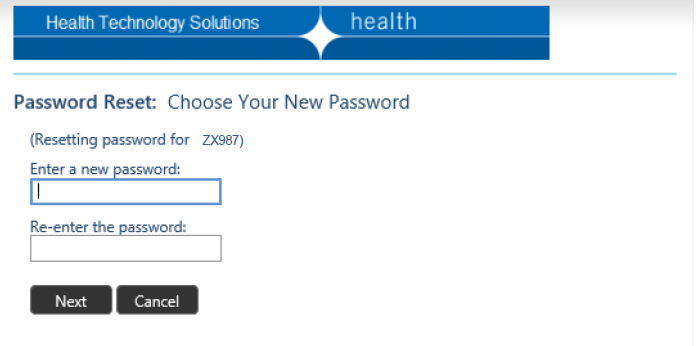 Health Technology Solutions health
Password Reset: Choose Your New Password
(Resetting password for ZX987)
Enter a new password:
Re-enter the password:
Next Cancel